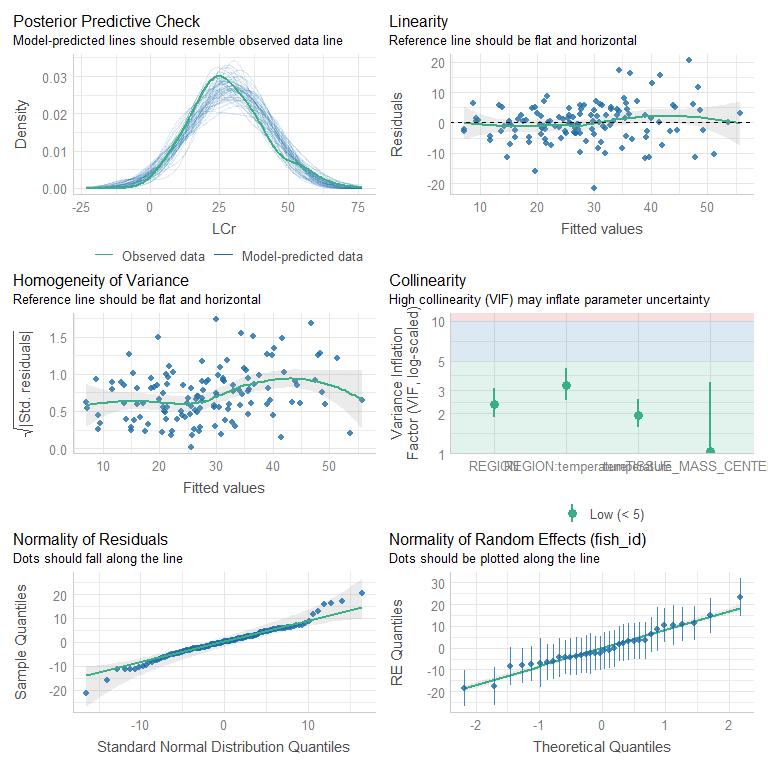 Posterior Predictive Check
Model-predicted lines should resemble observed data line
Density
0.03
0.02
0.01
0.00
-25
0
25
50
75
LCr
Observed data
Model-predicted data
Linearity
Reference line should be flat and horizontal
Residuals
20
10
0
-10
-20
10
20
30
40
50
Fitted values
Homogeneity of Variance
Reference line should be flat and horizontal
√|Std. residuals|
1.5
1.0
0.5
0.0
10
20
30
40
50
Fitted values
Collinearity
High collinearity (VIF) may inflate parameter uncertainty
Variance Inflation
Factor (VIF, log-scaled)
10
5
3
2
1
REGION
REGION:temperature
temperature
TISSUE_MASS_CENTE
Low (< 5)
Normality of Residuals
Dots should fall along the line
Sample Quantiles
20
10
0
-10
-20
-10
0
10
Standard Normal Distribution Quantiles
Normality of Random Effects (fish_id)
Dots should be plotted along the line
RE Quantiles
30
20
10
0
-10
-20
-2
-1
0
1
2
Theoretical Quantiles